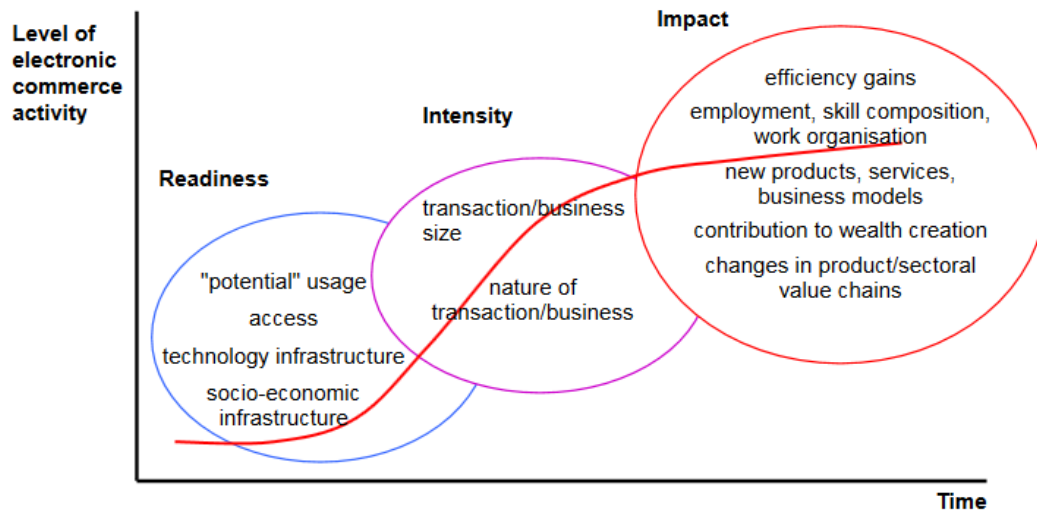 Level of
electronic
commerce
activity
Readiness
"potential" usage
access
technology infrastructure
socio-economic
infrastructure
Intensity
transaction/business
size
nature of
transaction/business
Impact
efficiency gains
employment, skill composition,
work organisation
new products, services,
business models
contribution to wealth creation
changes in product/sectoral
value chains
Time